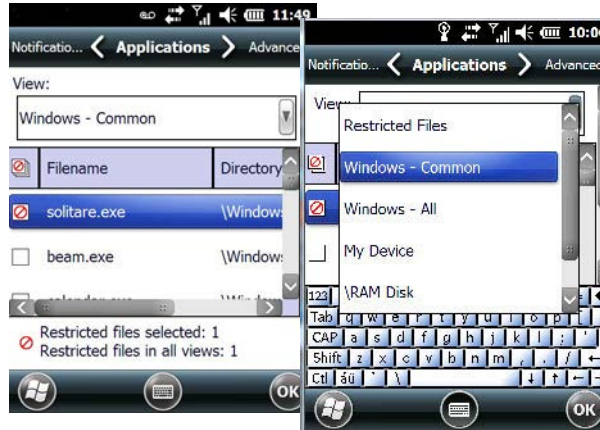 11:49
Notificatio... Applications Advance
View:
Windows - Common
Filename Directory
solitare.exe \Window
beam.exe \Window
Restricted files selected: 1
Restricted files in all views: 1
OK
10:0
Notificatio... Applications Advanced
View:
Restricted Files
Windows - Common
Windows - All
My Device
\RAM Disk
123
Tab q w e r t y u i o p [ ]
CAP a s d f g h j k l ; '
Shift z x c v b n m , . / ←
Ctl áü ` \ ↓ ↑ ← →
OK